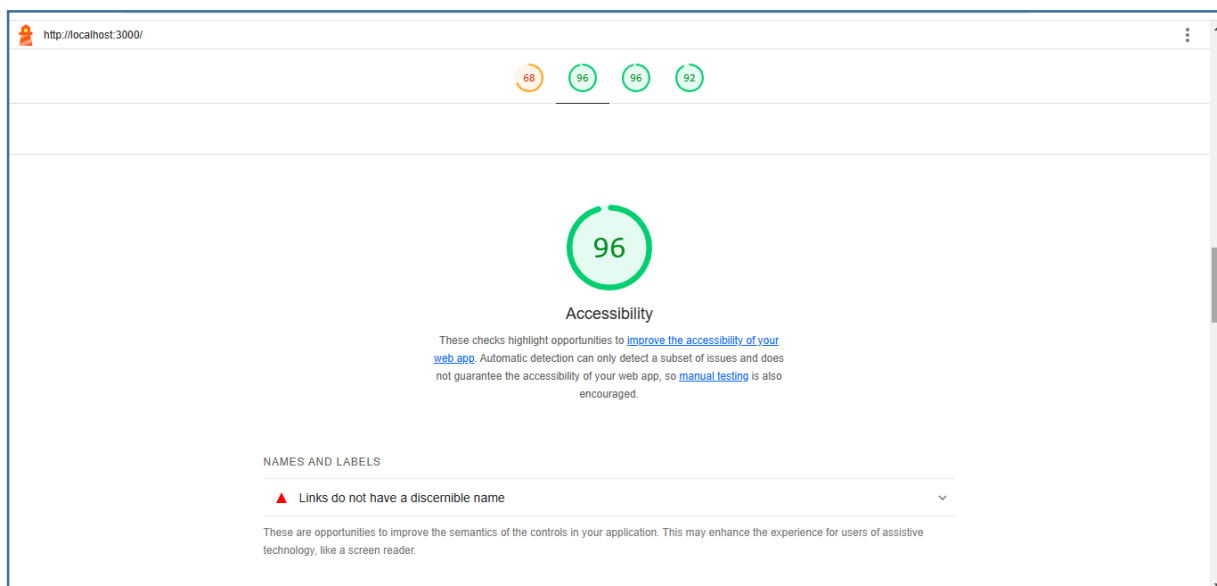 http://localhost:3000/
68 96 96 92
96
Accessibility
These checks highlight opportunities to improve the accessibility of your
web app. Automatic detection can only detect a subset of issues and does
not guarantee the accessibility of your web app, so manual testing is also
encouraged.
NAMES AND LABELS
Links do not have a discernible name
These are opportunities to improve the semantics of the controls in your application. This may enhance the experience for users of assistive
technology, like a screen reader.